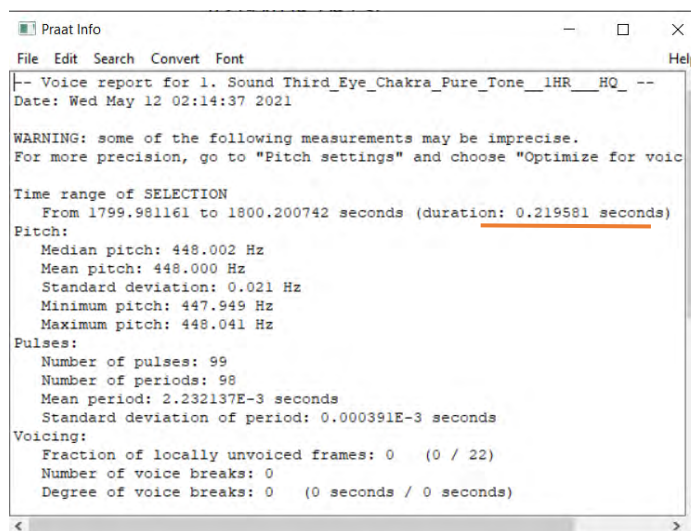 Praat Info
File Edit Search Convert Font Hel
-- Voice report for 1. Sound Third_Eye_Chakra_Pure_Tone__1HR___HQ_ --
Date: Wed May 12 02:14:37 2021
WARNING: some of the following measurements may be imprecise.
For more precision, go to "Pitch settings" and choose "Optimize for voic
Time range of SELECTION
From 1799.981161 to 1800.200742 seconds (duration: 0.219581 seconds)
Pitch:
Median pitch: 448.002 Hz
Mean pitch: 448.000 Hz
Standard deviation: 0.021 Hz
Minimum pitch: 447.949 Hz
Maximum pitch: 448.041 Hz
Pulses:
Number of pulses: 99
Number of periods: 98
Mean period: 2.232137E-3 seconds
Standard deviation of period: 0.000391E-3 seconds
Voicing:
Fraction of locally unvoiced frames: 0 (0 / 22)
Number of voice breaks: 0
Degree of voice breaks: 0 (0 seconds / 0 seconds)